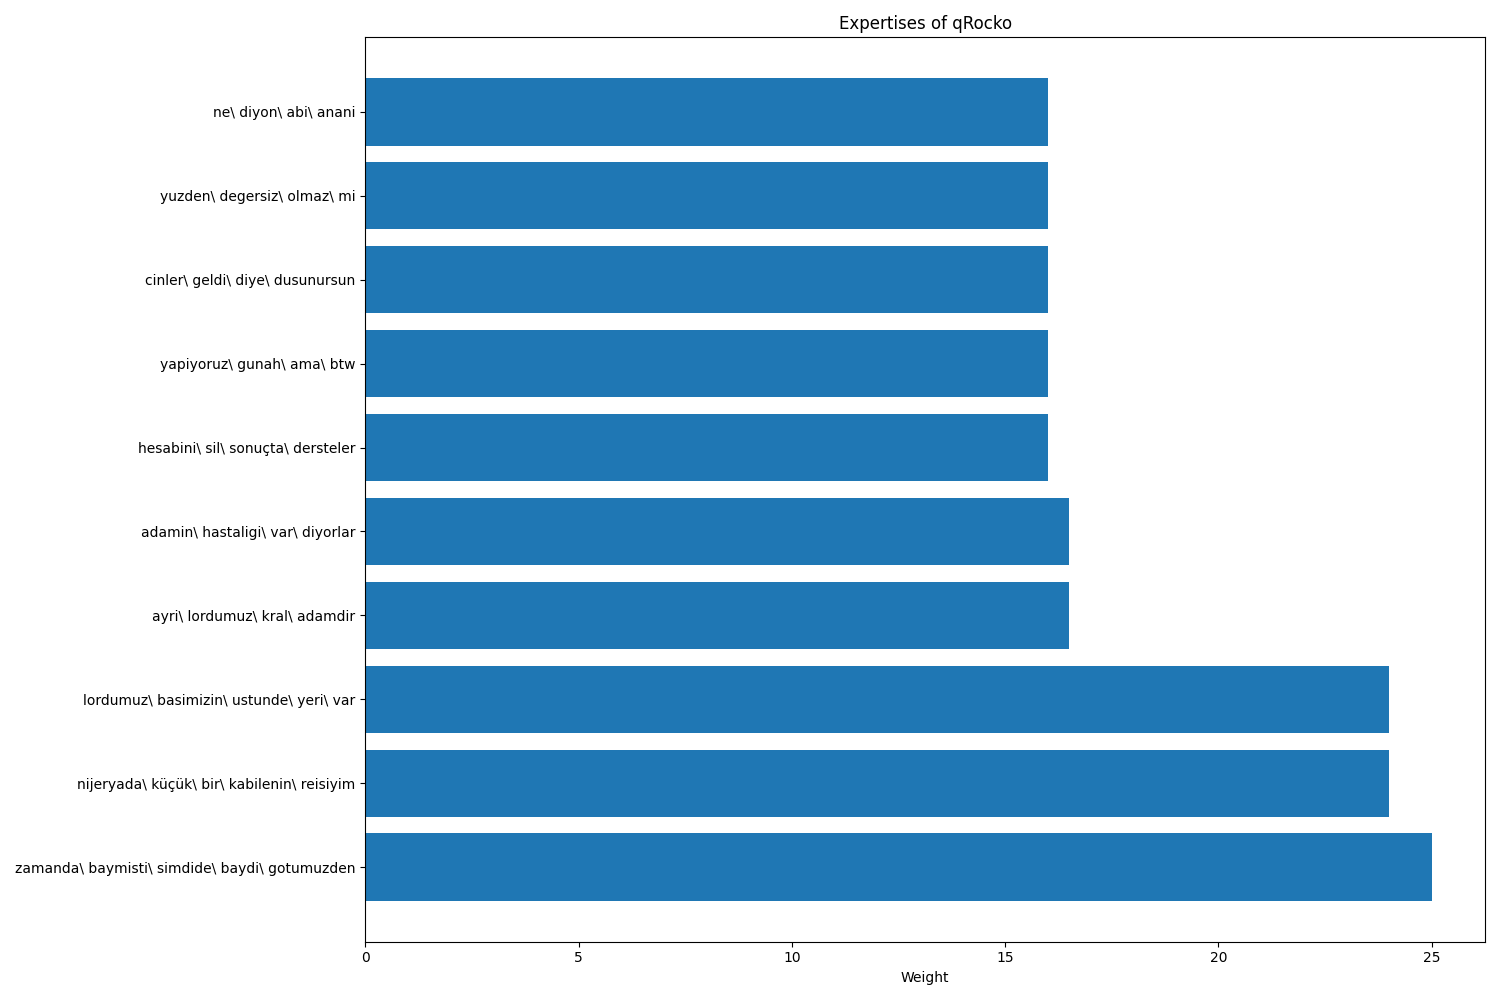 Expertises of qRocko
ne\ diyon\ abi\ anani
yuzden\ degersiz\ olmaz\ mi
cinler\ geldi\ diye\ dusunursun
yapiyoruz\ gunah\ ama\ btw
hesabini\ sil\ sonuçta\ dersteler
adamin\ hastaligi\ var\ diyorlar
ayri\ lordumuz\ kral\ adamdir
lordumuz\ basimizin\ ustunde\ yeri\ var
nijeryada\ küçük\ bir\ kabilenin\ reisiyim
zamanda\ baymisti\ simdide\ baydi\ gotumuzden
0 5 10 15 20 25
Weight